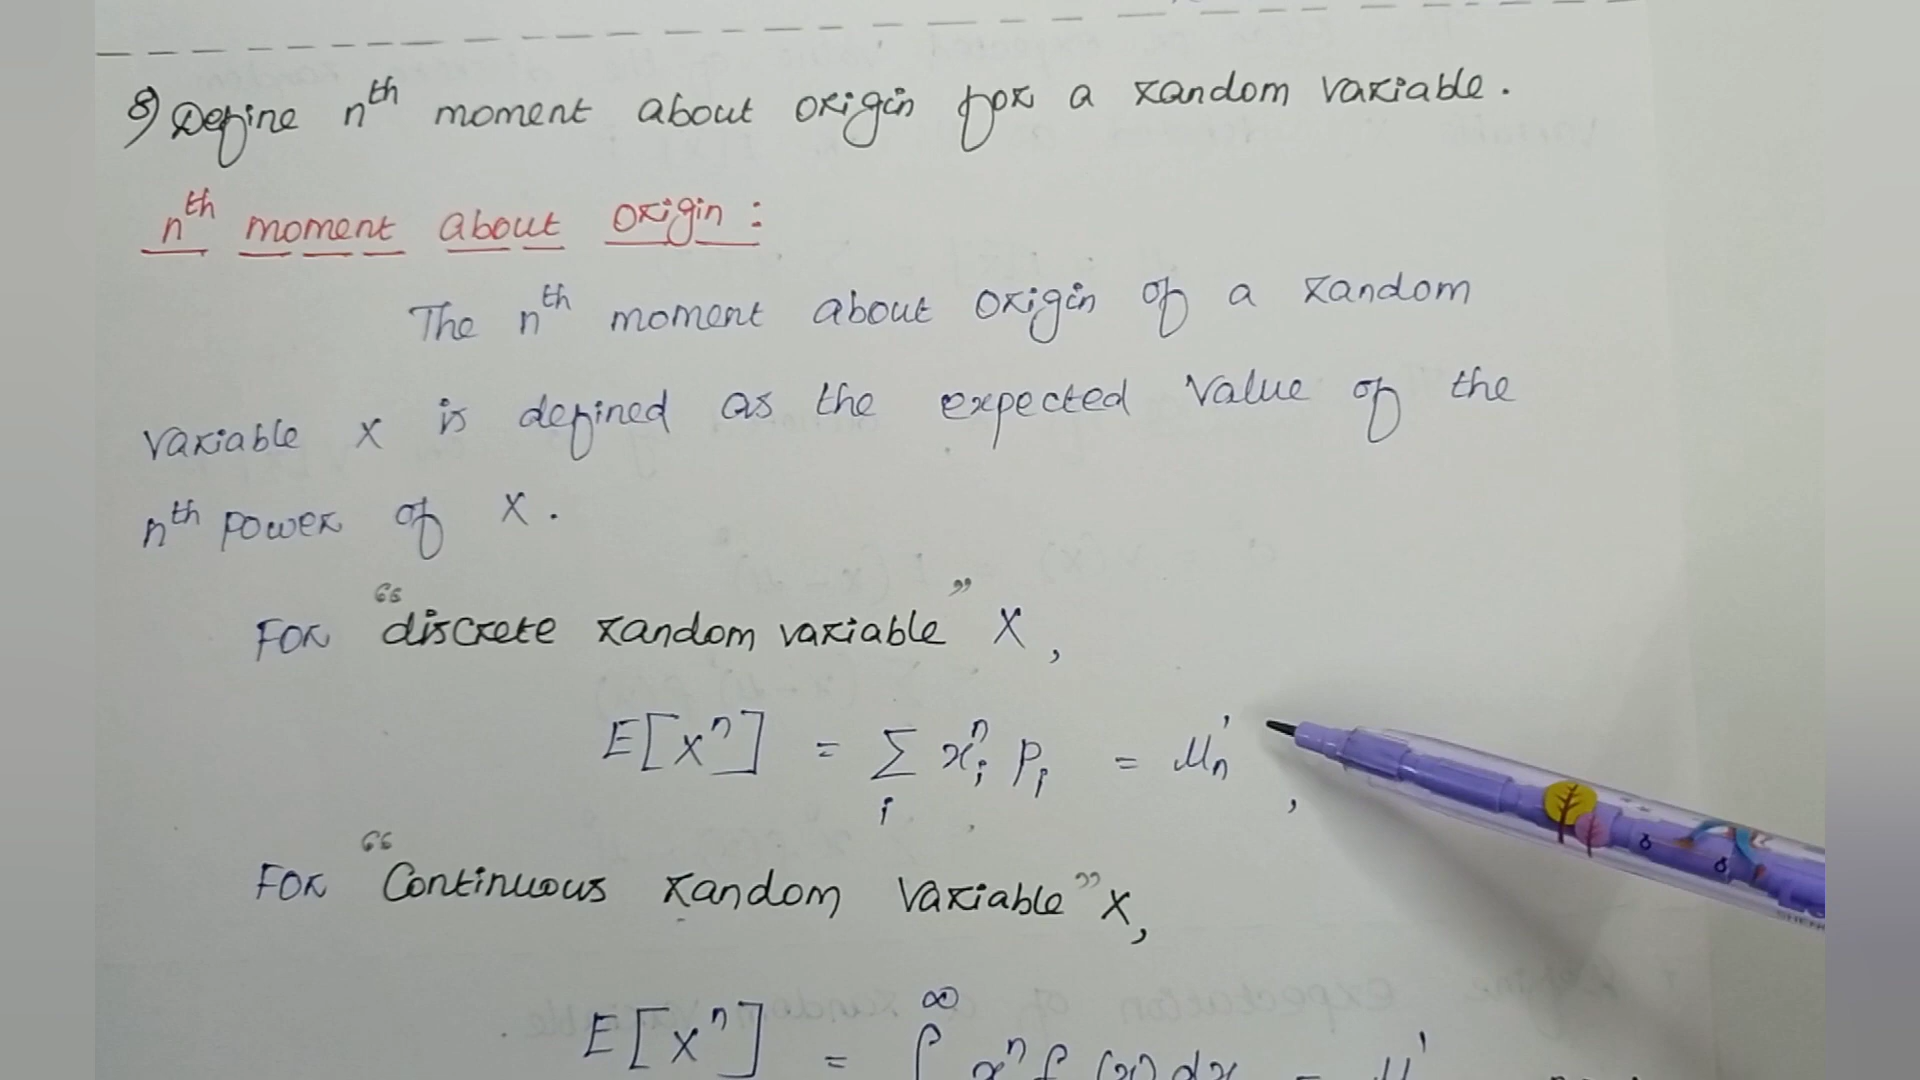 8) Define nth moment about origin for a random variable.
nth moment about origin :
The nth moment about origin of a random
variable X is defined as the expected value of the
nth power of X.
For "discrete random variable" X,
E[Xⁿ] = Σᵢ xᵢⁿ pᵢ = μₙ′ ,
For "Continuous random variable" X,
E[Xⁿ] = ∫ ∞ xⁿ f (x) dx = μ′